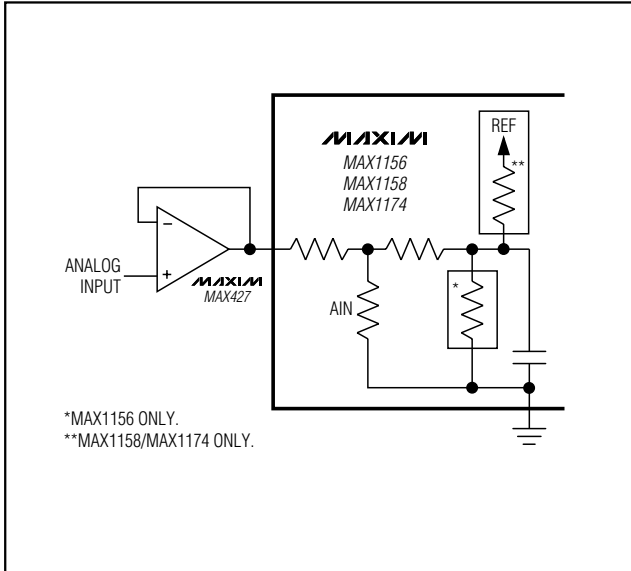 MAXIM
MAX1156
MAX1158
MAX1174
REF
**
−
+
ANALOG
INPUT
MAXIM
MAX427
AIN
*
*MAX1156 ONLY.
**MAX1158/MAX1174 ONLY.